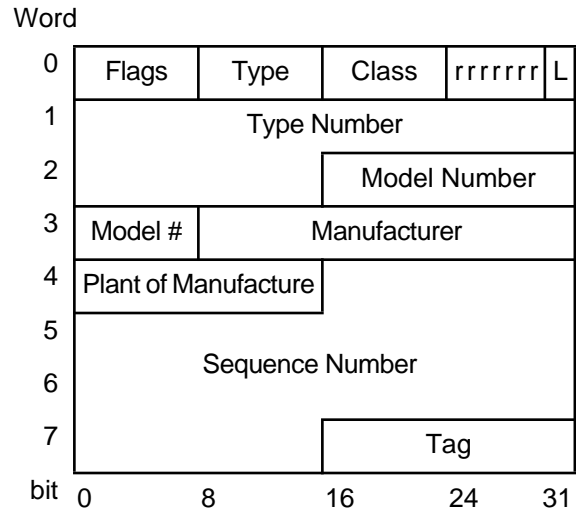 Word
0 Flags Type Class rrrrrrr L
1 Type Number
2 Model Number
3 Model # Manufacturer
4 Plant of Manufacture
5
Sequence Number
6
7 Tag
bit 0 8 16 24 31